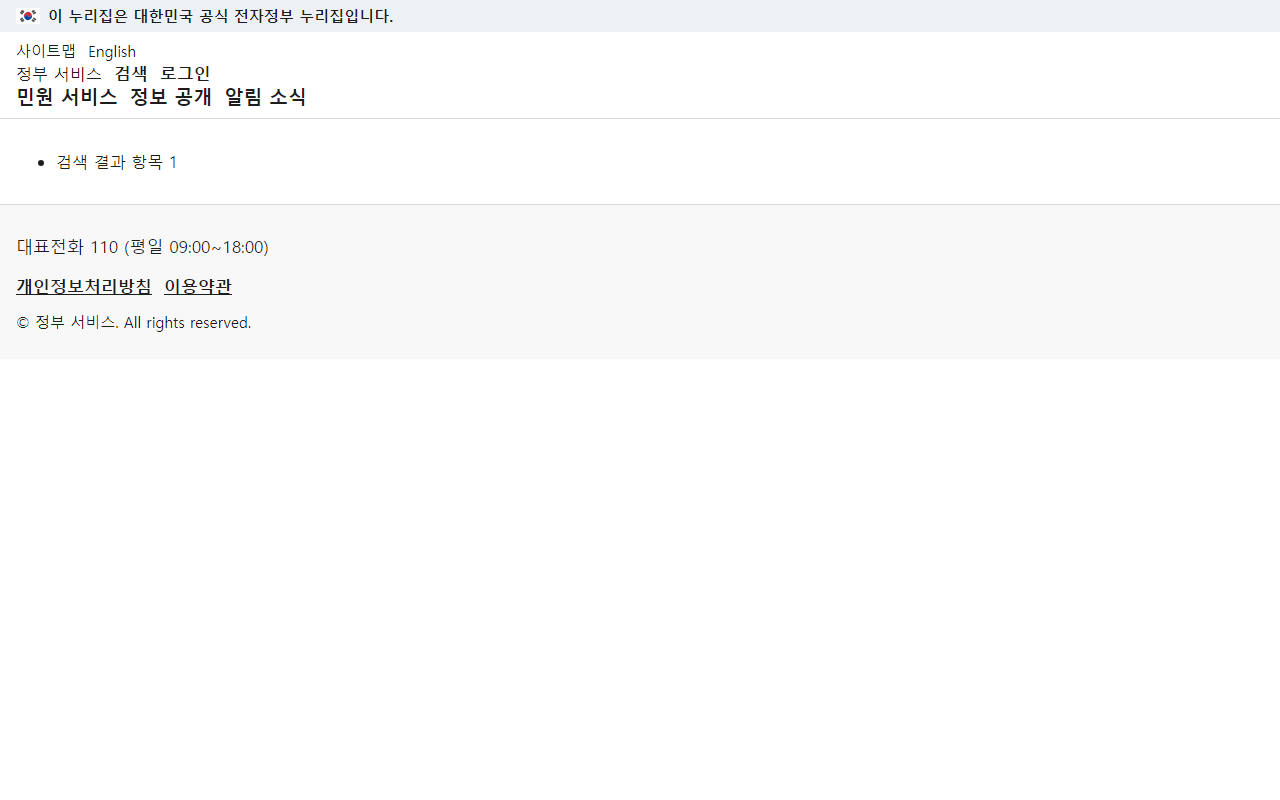 이 누리집은 대한민국 공식 전자정부 누리집입니다.
사이트맵 English
정부 서비스 검색 로그인
민원 서비스 정보 공개 알림 소식
검색 결과 항목 1
대표전화 110 (평일 09:00~18:00)
개인정보처리방침 이용약관
© 정부 서비스. All rights reserved.